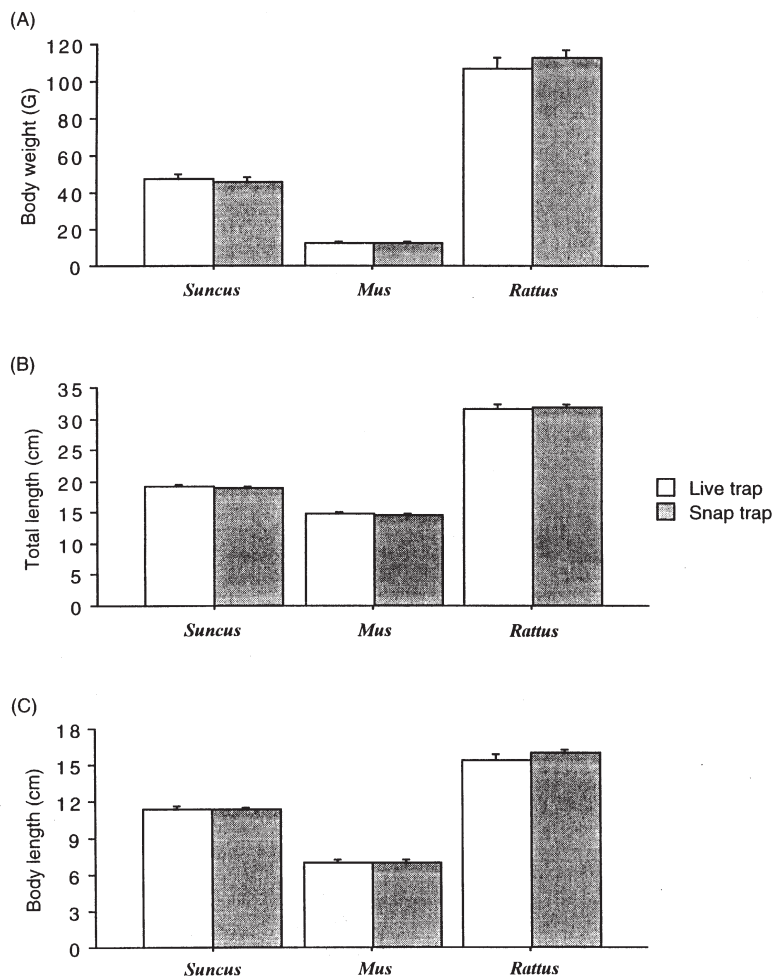 (A)
Body weight (G)
120
100
80
60
40
20
0
Suncus Mus Rattus
(B)
Total length (cm)
35
30
25
20
15
10
5
0
Suncus Mus Rattus
Live trap
Snap trap
(C)
Body length (cm)
18
15
12
9
6
3
0
Suncus Mus Rattus